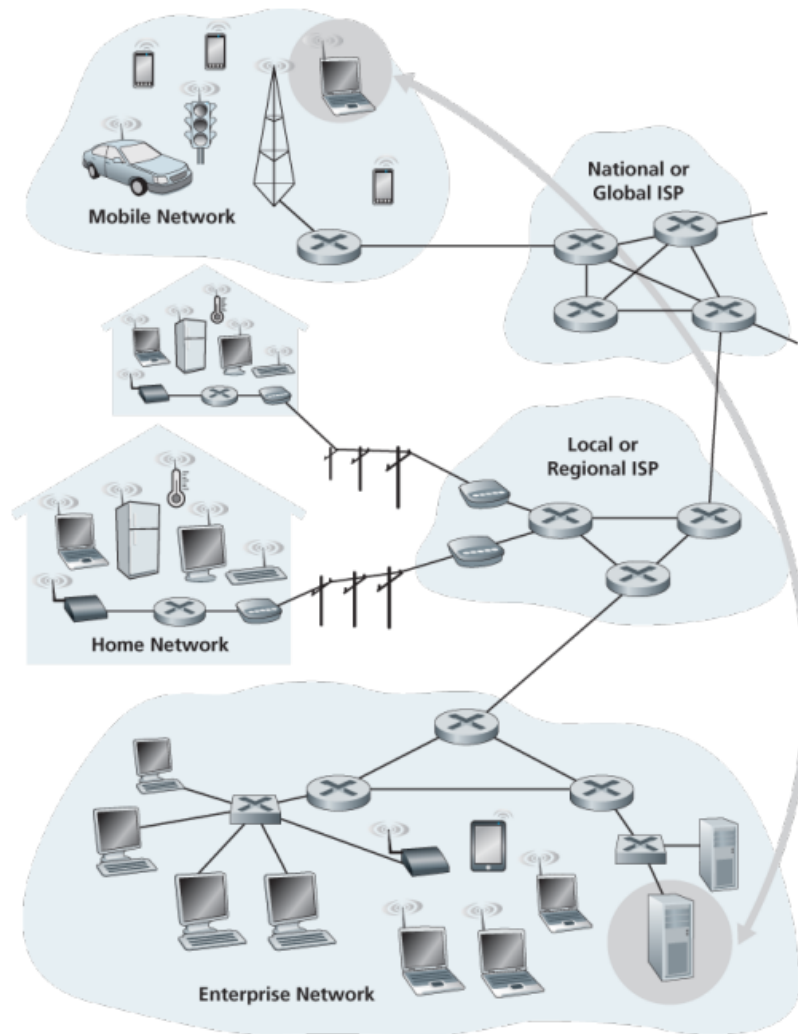 Mobile Network
National or
Global ISP
Local or
Regional ISP
Home Network
Enterprise Network